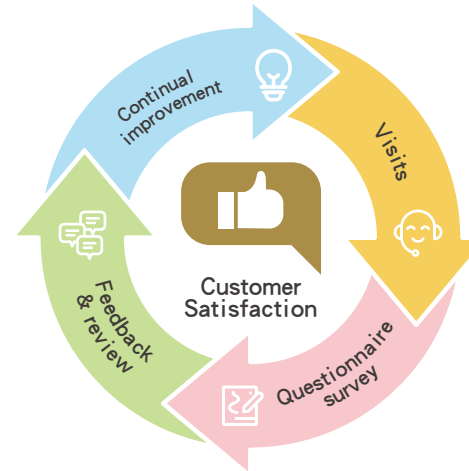 Continual
improvement
Visits
Customer
Satisfaction
Questionnaire
survey
Feedback
& review